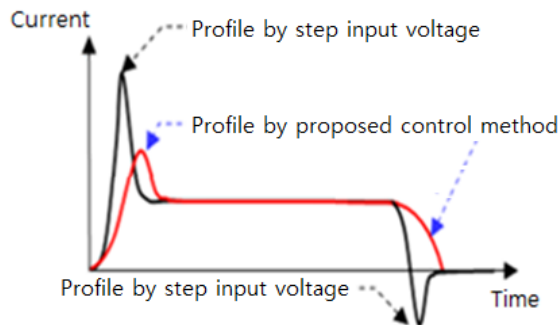 Current
Profile by step input voltage
Profile by proposed control method
Profile by step input voltage
Time